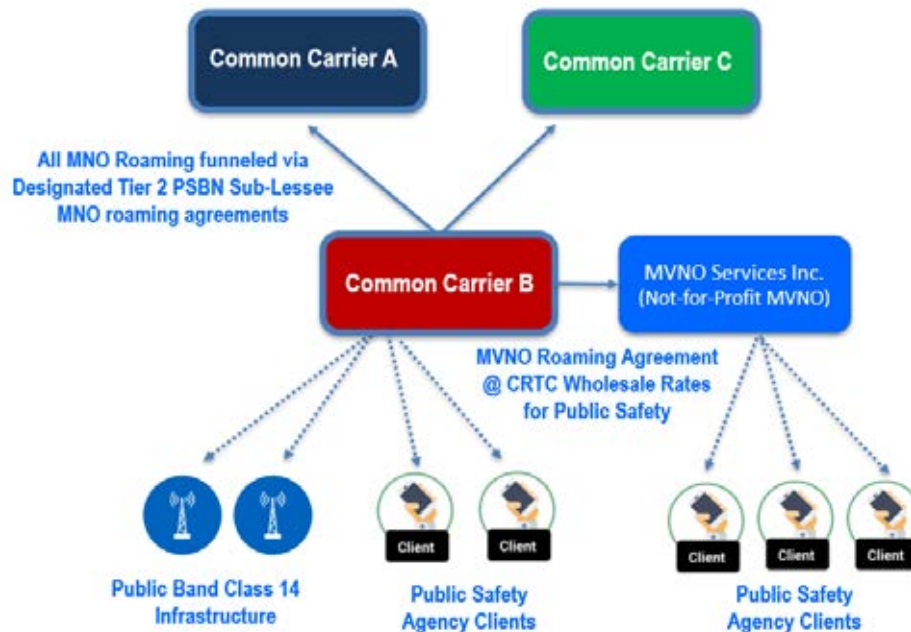 Common Carrier A
Common Carrier C
All MNO Roaming funneled via
Designated Tier 2 PSBN Sub-Lessee
MNO roaming agreements
Common Carrier B
MVNO Services Inc.
(Not-for-Profit MVNO)
MVNO Roaming Agreement
@ CRTC Wholesale Rates
for Public Safety
Client
Client
Client
Client
Client
Public Band Class 14
Infrastructure
Public Safety
Agency Clients
Public Safety
Agency Clients